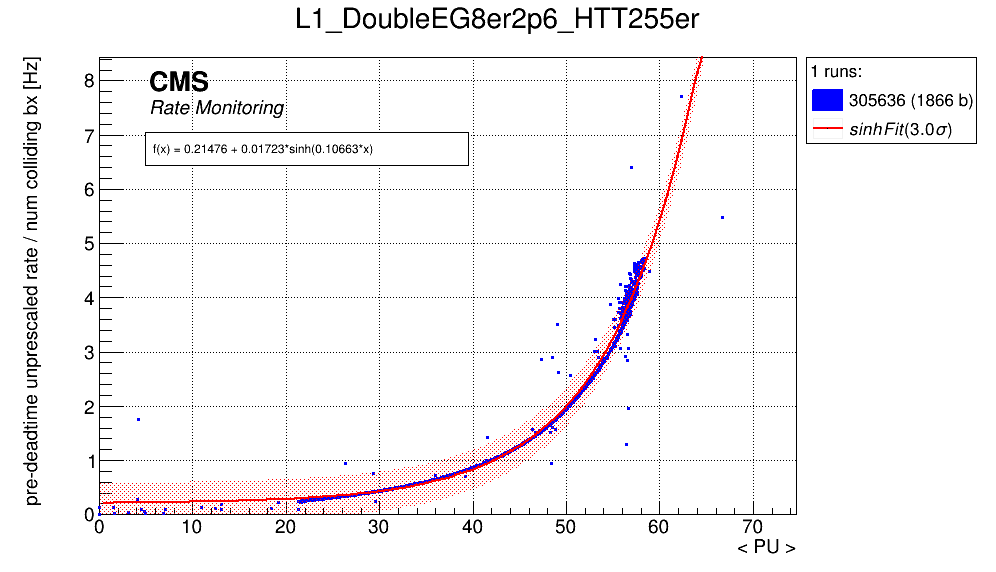 L1_DoubleEG8er2p6_HTT255er
pre-deadtime unprescaled rate / num colliding bx [Hz]
CMS
Rate Monitoring
f(x) = 0.21476 + 0.01723*sinh(0.10663*x)
1 runs:
305636 (1866 b)
sinhFit(3.0σ)
8
7
6
5
4
3
2
1
0
0 10 20 30 40 50 60 70
< PU >